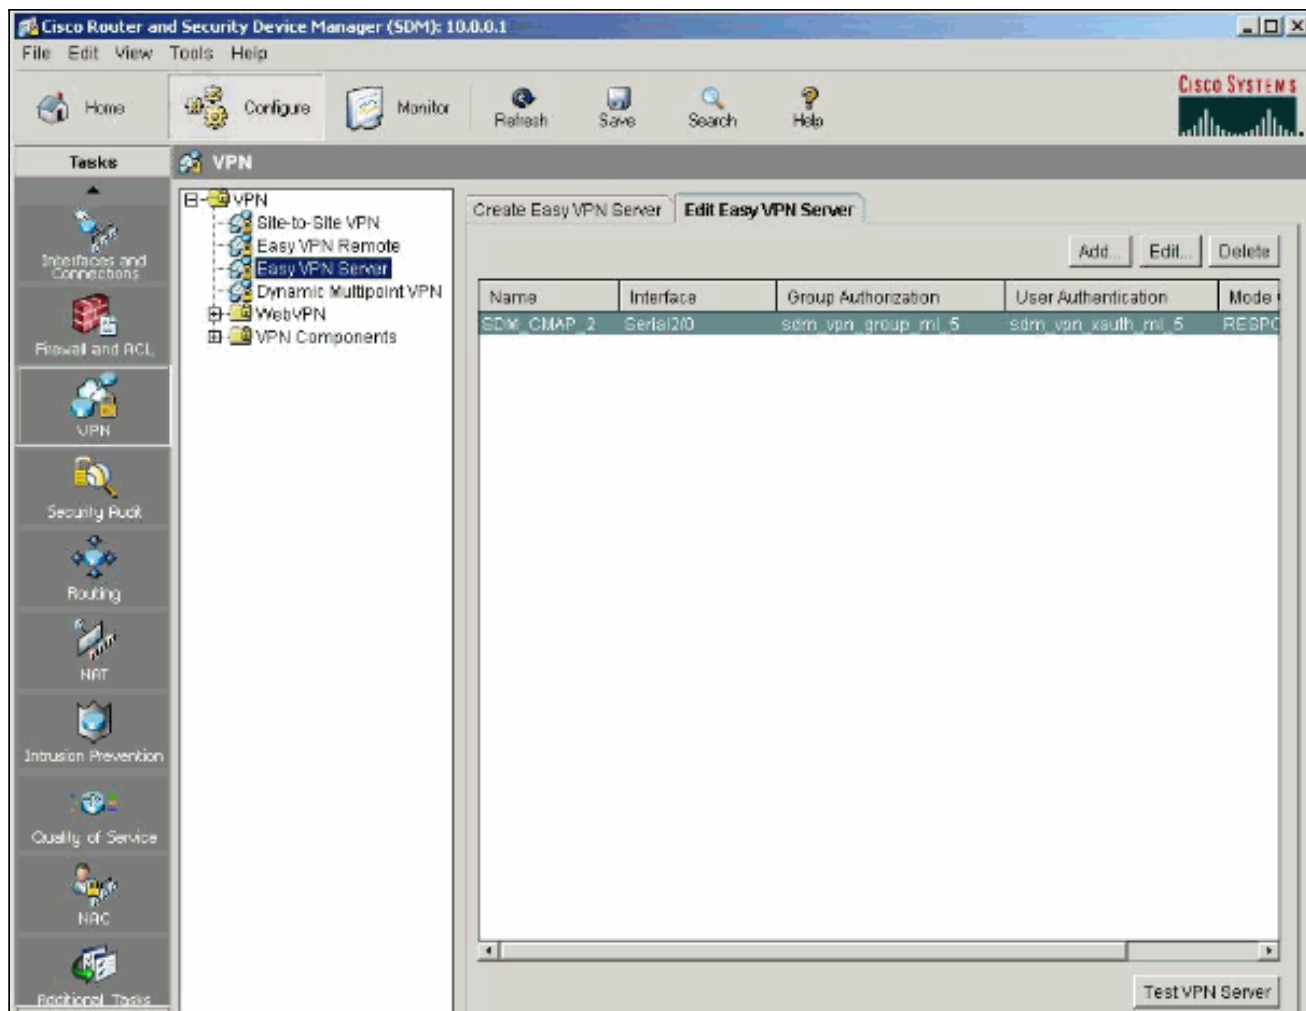 Cisco Router and Security Device Manager (SDM): 10.0.0.1
File Edit View Tools Help
Home Configure Monitor Refresh Save Search Help
CISCO SYSTEMS
Tasks
VPN
Interfaces and Connections
Firewall and ACL
VPN
Security Audit
Routing
NAT
Intrusion Prevention
Quality of Service
NAC
Additional Tasks
VPN
Site-to-Site VPN
Easy VPN Remote
Easy VPN Server
Dynamic Multipoint VPN
WebVPN
VPN Components
Create Easy VPN Server Edit Easy VPN Server
Add... Edit... Delete
Name Interface Group Authorization User Authentication Mode
SDM_CMAP_2 Serial2/0 sdm_vpn_group_ml_5 sdm_vpn_xauth_ml_5 RESPO
Test VPN Server